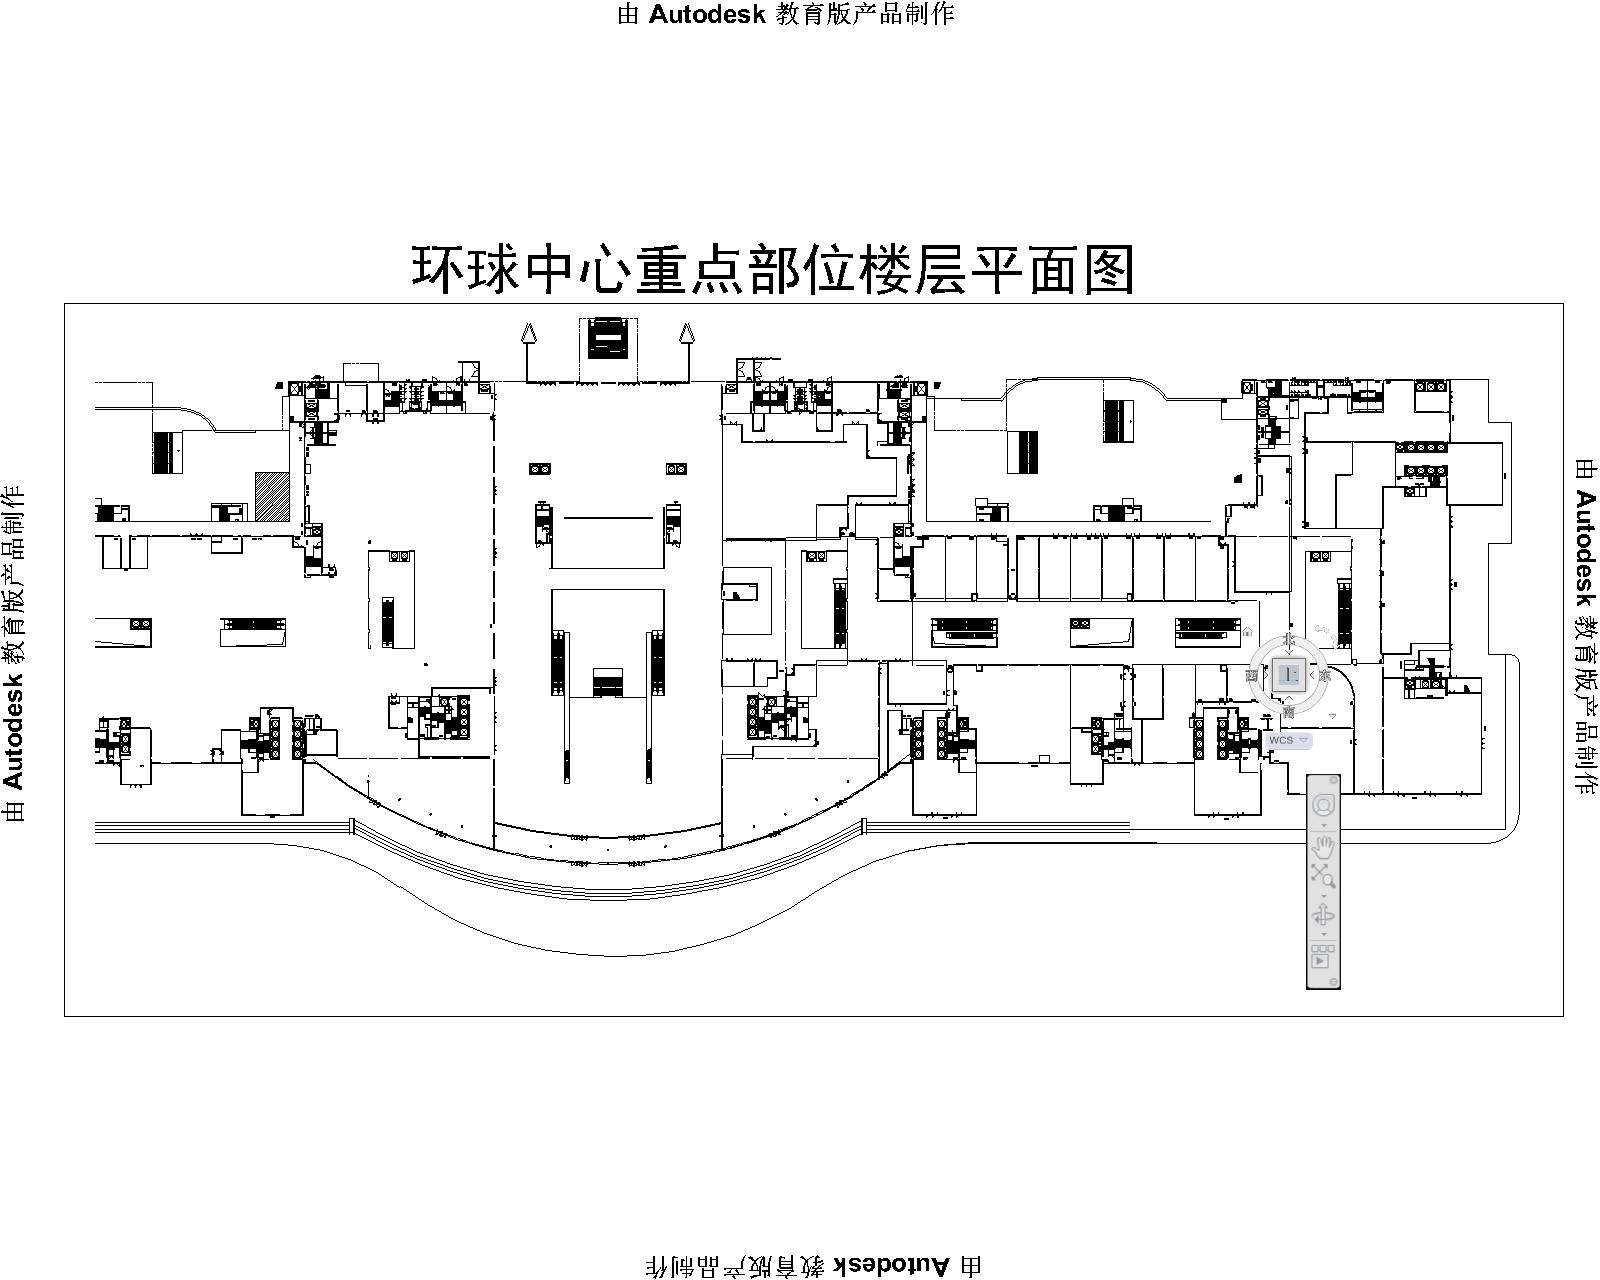 由 Autodesk 教育版产品制作
环球中心重点部位楼层平面图
由 Autodesk 教育版产品制作
由 Autodesk 教育版产品制作
上
西
东
南
WCS
由 Autodesk 教育版产品制作